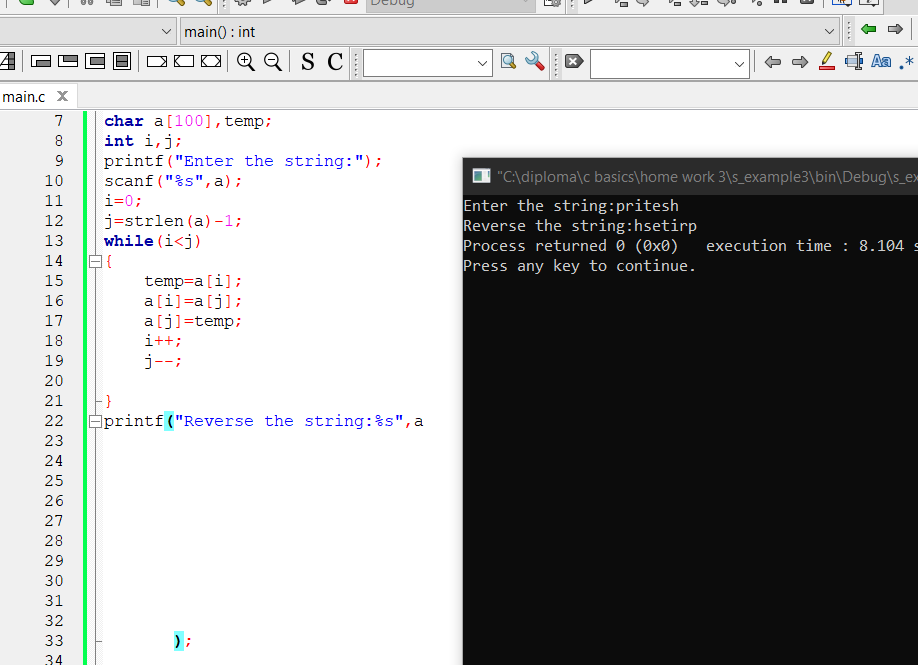 Debug
main() : int
S C
Aa .*
main.c X
7 char a[100],temp;
8 int i,j;
9 printf("Enter the string:");
10 scanf("%s",a);
11 i=0;
12 j=strlen(a)-1;
13 while(i<j)
14 {
15 temp=a[i];
16 a[i]=a[j];
17 a[j]=temp;
18 i++;
19 j--;
20
21 }
22 printf("Reverse the string:%s",a
23
24
25
26
27
28
29
30
31
32
33 );
34
"C:\diploma\c basics\home work 3\s_example3\bin\Debug\s_ex
Enter the string:pritesh
Reverse the string:hsetirp
Process returned 0 (0x0) execution time : 8.104 s
Press any key to continue.